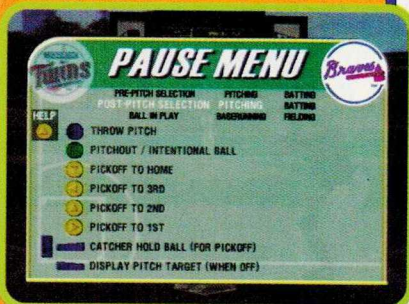 Twins
PAUSE MENU
Braves
PRE-PITCH SELECTION PITCHING BATTING
POST-PITCH SELECTION PITCHING BATTING
BALL IN PLAY BASERUNNING FIELDING
HELP
THROW PITCH
PITCHOUT / INTENTIONAL BALL
PICKOFF TO HOME
PICKOFF TO 3RD
PICKOFF TO 2ND
PICKOFF TO 1ST
CATCHER HOLD BALL (FOR PICKOFF)
DISPLAY PITCH TARGET (WHEN OFF)